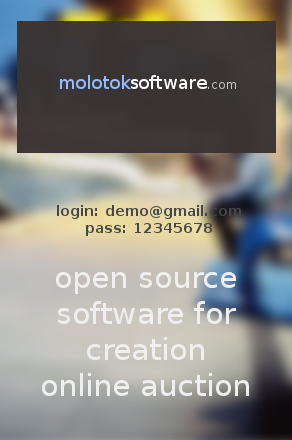 molotoksoftware.com
login: demo@gmail.com
pass: 12345678
open source
software for
creation
online auction